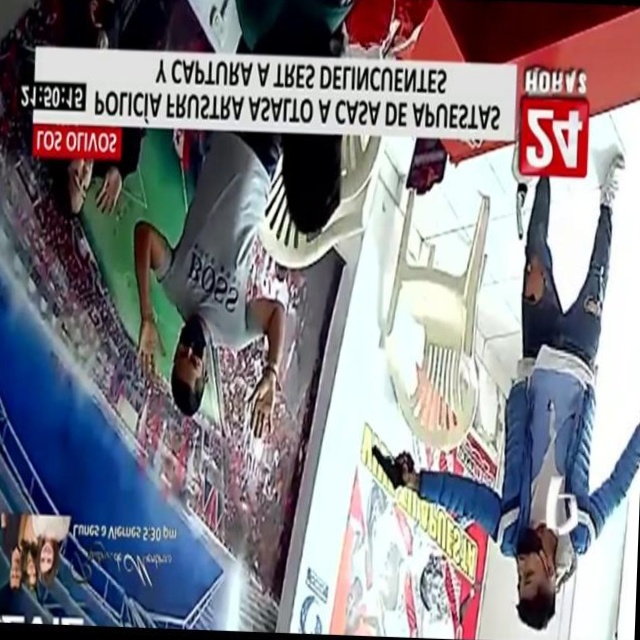 LOS OLIVOS
21:50:15 POLICÍA FRUSTRA ASALTO A CASA DE APUESTAS
Y CAPTURA A TRES DELINCUENTES
24
HORAS
BOSS
Lunes a Viernes 5:30 pm